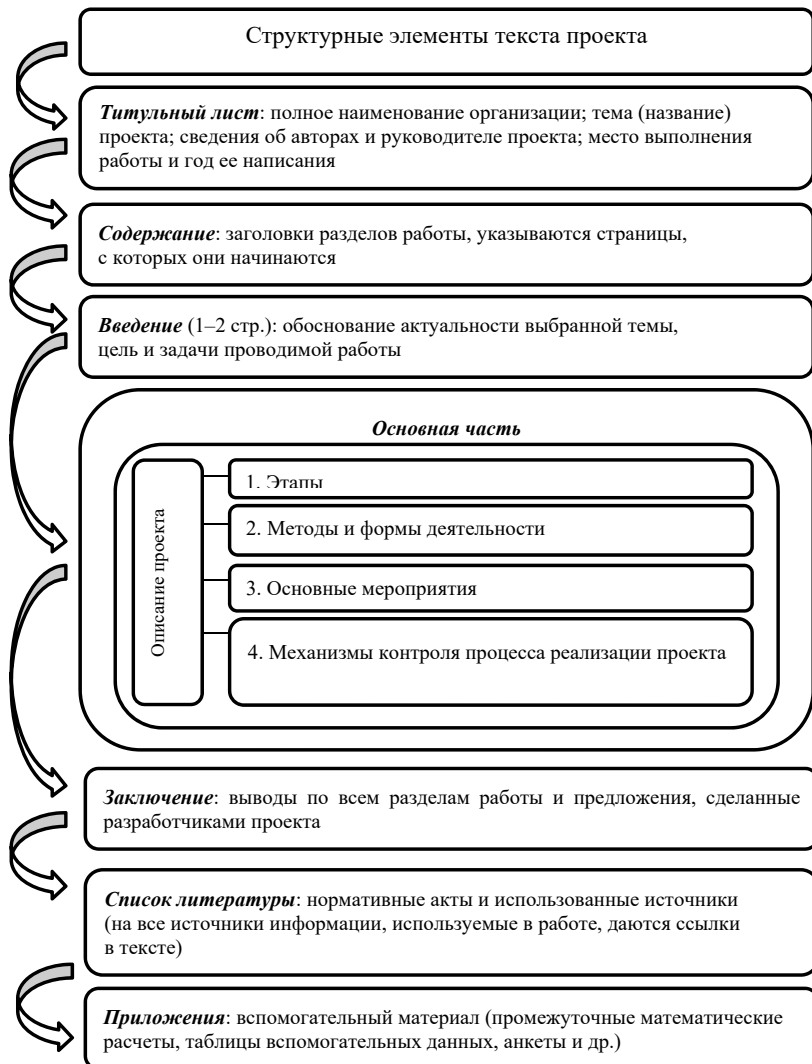 Структурные элементы текста проекта
Титульный лист: полное наименование организации; тема (название)
проекта; сведения об авторах и руководителе проекта; место выполнения
работы и год ее написания
Содержание: заголовки разделов работы, указываются страницы,
с которых они начинаются
Введение (1–2 стр.): обоснование актуальности выбранной темы,
цель и задачи проводимой работы
Основная часть
Описание проекта
1. Этапы
2. Методы и формы деятельности
3. Основные мероприятия
4. Механизмы контроля процесса реализации проекта
Заключение: выводы по всем разделам работы и предложения, сделанные
разработчиками проекта
Список литературы: нормативные акты и использованные источники
(на все источники информации, используемые в работе, даются ссылки
в тексте)
Приложения: вспомогательный материал (промежуточные математические
расчеты, таблицы вспомогательных данных, анкеты и др.)